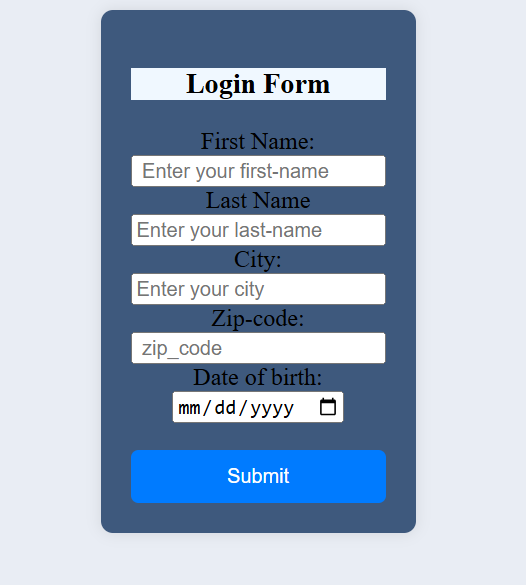 Login Form
First Name:
Enter your first-name
Last Name
Enter your last-name
City:
Enter your city
Zip-code:
zip_code
Date of birth:
mm/dd/yyyy
Submit